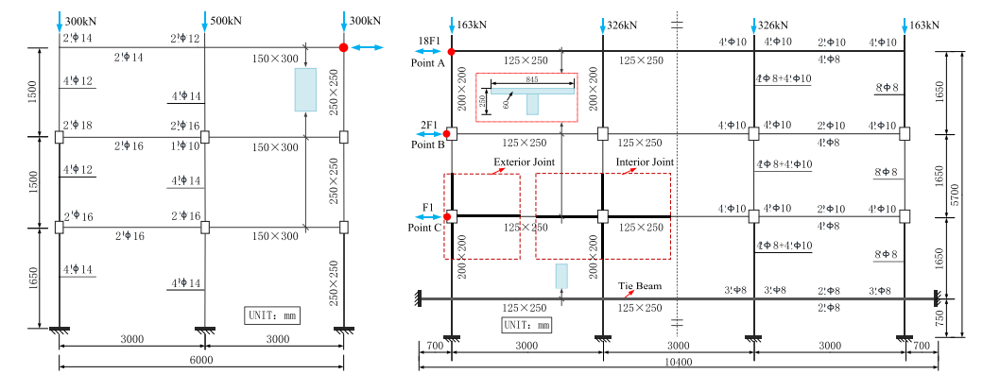 300kN 500kN 300kN
2Φ14 2Φ12
2Φ14 150×300
4Φ12
4Φ14
250×250
1500
2Φ18 2Φ16
2Φ16 1Φ10 150×300
4Φ12
4Φ14
250×250
1500
2Φ16 2Φ16
2Φ16 150×300
4Φ14
4Φ14
250×250
1650
UNIT: mm
3000 3000
6000
163kN 326kN 326kN 163kN
18F1
Point A
4Φ10 4Φ10 2Φ10 4Φ10
125×250 125×250 4Φ8
200×200
845
250
60
4Φ8+4Φ10
8Φ8
1650
2F1
Point B
4Φ10 4Φ10 2Φ10 4Φ10
125×250 125×250 4Φ8
Exterior Joint Interior Joint
4Φ8+4Φ10
8Φ8
1650
F1
Point C
4Φ10 4Φ10 2Φ10 4Φ10
125×250 125×250 4Φ8
200×200 200×200
4Φ8+4Φ10
8Φ8
1650
5700
Tie Beam
3Φ8 3Φ8 2Φ8 3Φ8
125×250 125×250 2Φ8
UNIT: mm
750
700 3000 3000 3000 700
10400